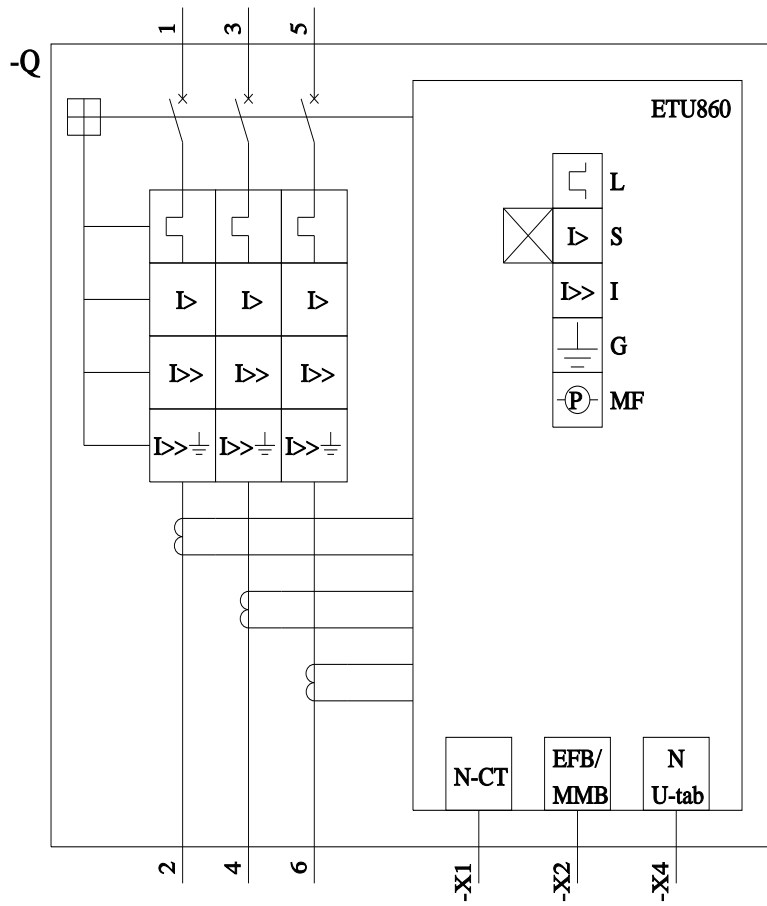 1 3 5
-Q
ETU860
L
I> S
I> I> I>
I>> I
G
I>> I>> I>>
P MF
I>> I>> I>>
N-CT
EFB/
MMB
N
U-tab
2 4 6
-X1 -X2 -X4